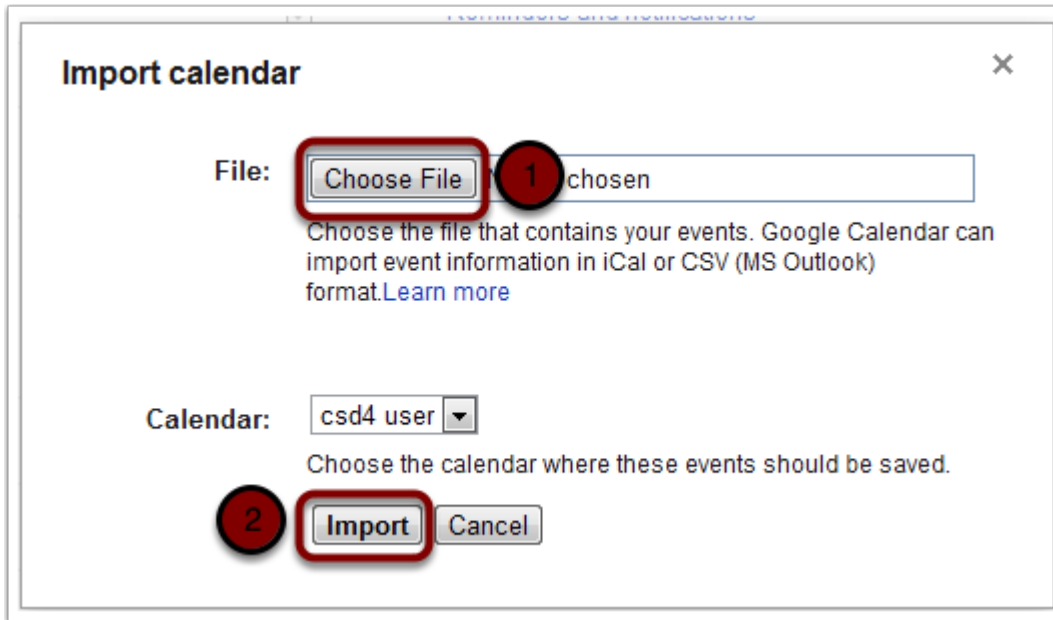 Import calendar
File:
Choose File
1
chosen
Choose the file that contains your events. Google Calendar can
import event information in iCal or CSV (MS Outlook)
format.Learn more
Calendar:
csd4 user
Choose the calendar where these events should be saved.
2
Import
Cancel